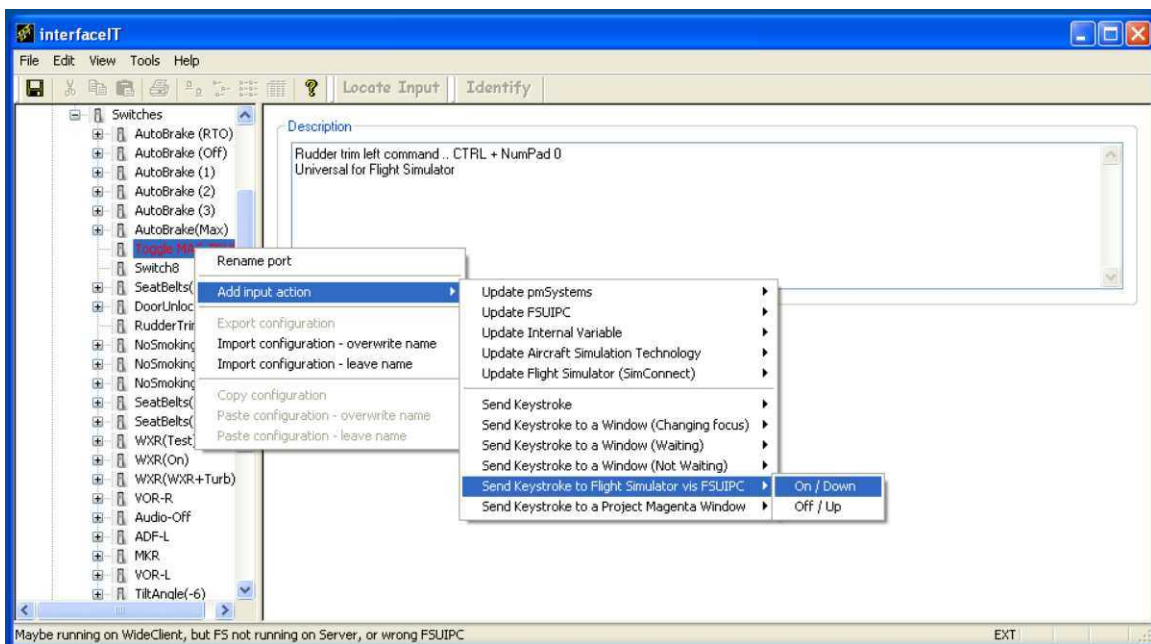 interfaceIT
File Edit View Tools Help
Locate Input Identify
Switches
AutoBrake (RTO)
AutoBrake (Off)
AutoBrake (1)
AutoBrake (2)
AutoBrake (3)
AutoBrake(Max)
Toggle
Switch8
SeatBelts(
DoorUnloc
RudderTrir
NoSmoking
NoSmoking
NoSmoking
SeatBelts(
SeatBelts(
WXR(Test)
WXR(On)
WXR(WXR+Turb)
VOR-R
Audio-Off
ADF-L
MKR
VOR-L
TiltAngle(-6)
Description
Rudder trim left command .. CTRL + NumPad 0
Universal for Flight Simulator
Rename port
Add input action
Export configuration
Import configuration - overwrite name
Import configuration - leave name
Copy configuration
Paste configuration - overwrite name
Paste configuration - leave name
Update pmSystems
Update FSUIPC
Update Internal Variable
Update Aircraft Simulation Technology
Update Flight Simulator (SimConnect)
Send Keystroke
Send Keystroke to a Window (Changing focus)
Send Keystroke to a Window (Waiting)
Send Keystroke to a Window (Not Waiting)
Send Keystroke to Flight Simulator vis FSUIPC
Send Keystroke to a Project Magenta Window
On / Down
Off / Up
Maybe running on WideClient, but FS not running on Server, or wrong FSUIPC
EXT